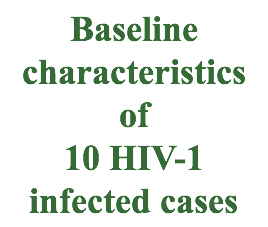 Baseline
characteristics
of
10 HIV-1
infected cases